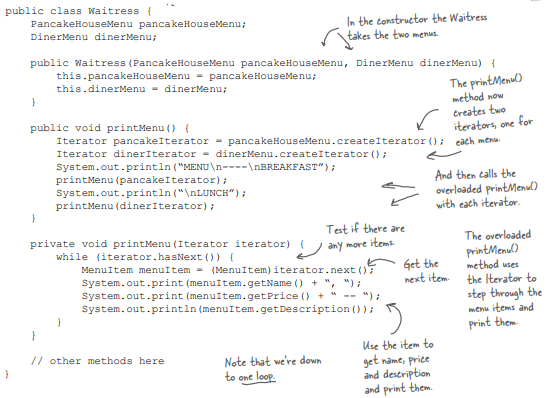 public class Waitress {
PancakeHouseMenu pancakeHouseMenu;
DinerMenu dinerMenu;
In the constructor the Waitress
takes the two menus.
public Waitress(PancakeHouseMenu pancakeHouseMenu, DinerMenu dinerMenu) {
this.pancakeHouseMenu = pancakeHouseMenu;
this.dinerMenu = dinerMenu;
}
The printMenu()
method now
creates two
iterators, one for
each menu.
public void printMenu() {
Iterator pancakeIterator = pancakeHouseMenu.createIterator();
Iterator dinerIterator = dinerMenu.createIterator();
System.out.println(“MENU\n----\nBREAKFAST”);
printMenu(pancakeIterator);
System.out.println(“\nLUNCH”);
printMenu(dinerIterator);
}
And then calls the
overloaded printMenu()
with each iterator.
Test if there are
any more items.
private void printMenu(Iterator iterator) {
while (iterator.hasNext()) {
MenuItem menuItem = (MenuItem)iterator.next();
System.out.print(menuItem.getName() + “, “);
System.out.print(menuItem.getPrice() + “ -- “);
System.out.println(menuItem.getDescription());
}
}
Get the
next item.
The overloaded
printMenu()
method uses
the Iterator to
step through the
menu items and
print them.
// other methods here
}
Note that we're down
to one loop.
Use the item to
get name, price
and description
and print them.